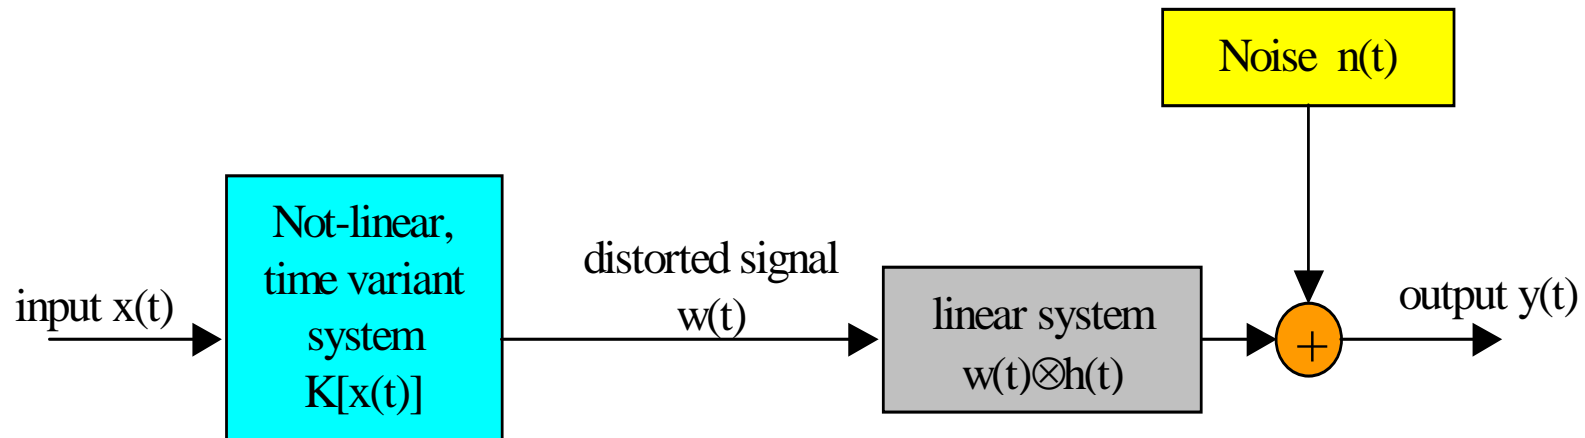 Noise n(t)
Not-linear,
time variant
system
K[x(t)]
input x(t)
distorted signal
w(t)
linear system
w(t)⊗h(t)
+
output y(t)